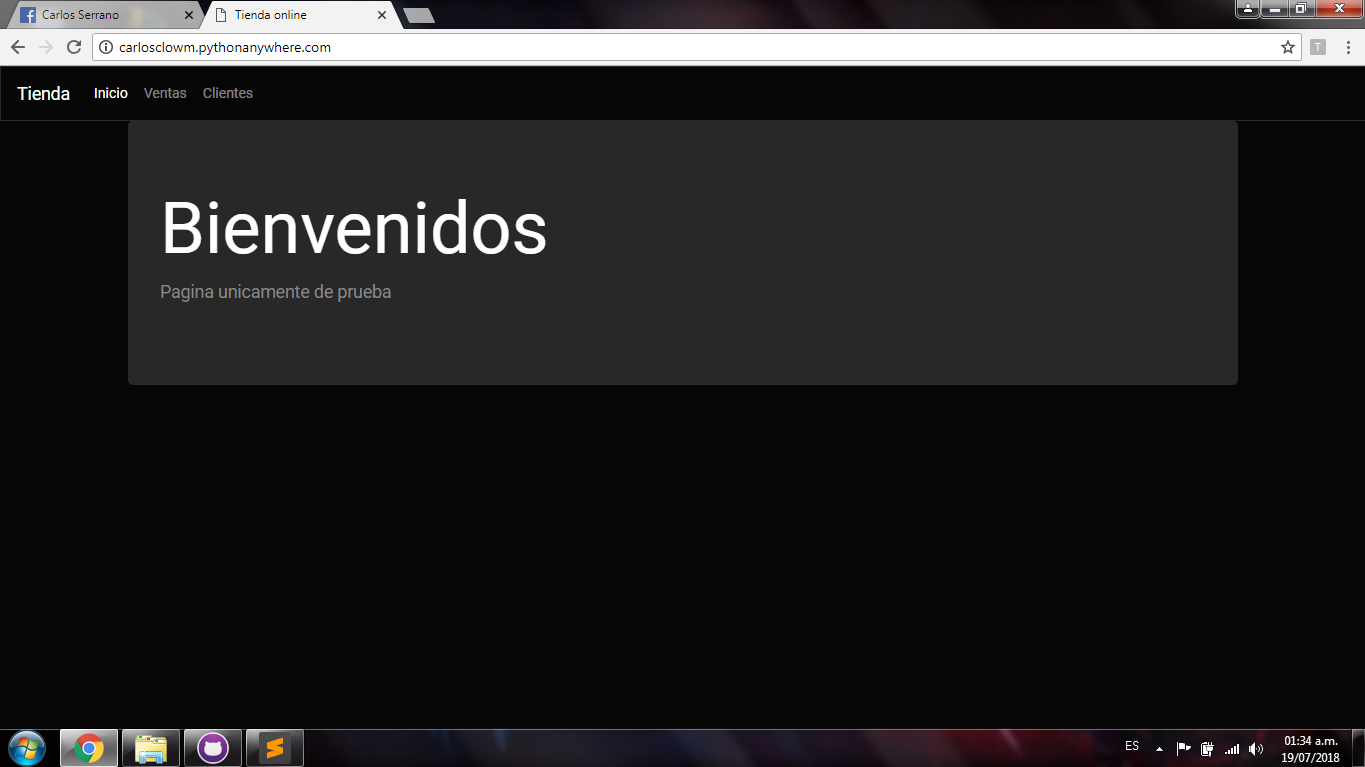 Carlos Serrano
Tienda online
carlosclowm.pythonanywhere.com
T
Tienda Inicio Ventas Clientes
Bienvenidos
Pagina unicamente de prueba
ES
01:34 a.m.
19/07/2018